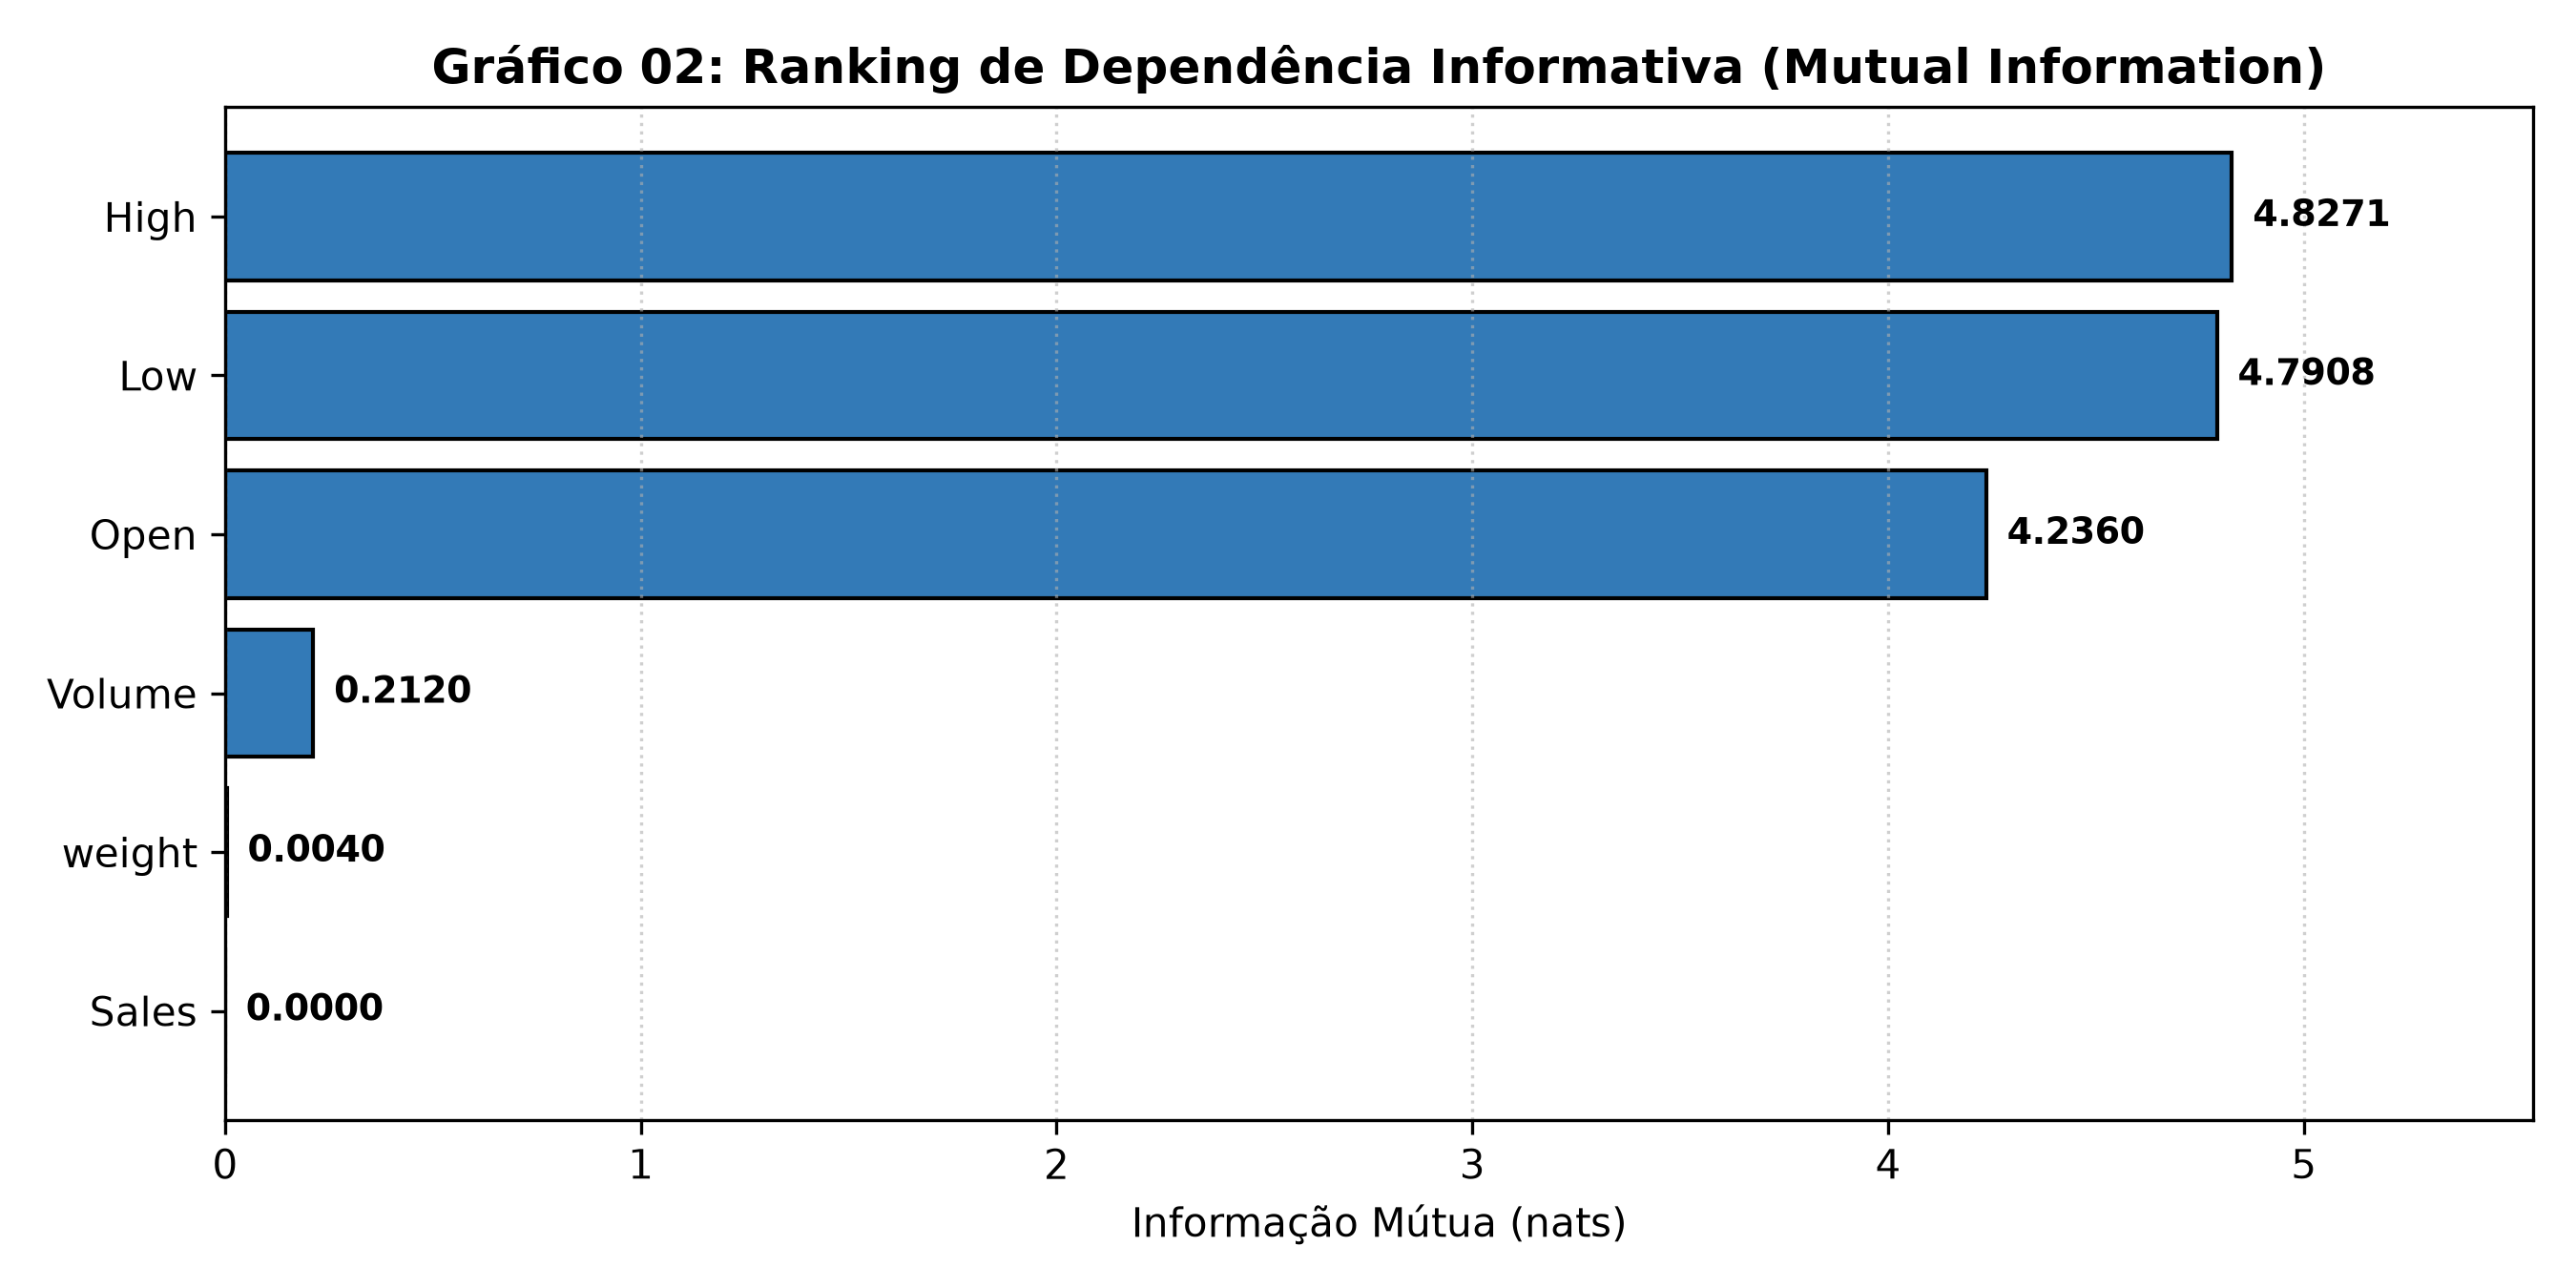 Gráfico 02: Ranking de Dependência Informativa (Mutual Information)
High 4.8271
Low 4.7908
Open 4.2360
Volume 0.2120
weight 0.0040
Sales 0.0000
0 1 2 3 4 5
Informação Mútua (nats)